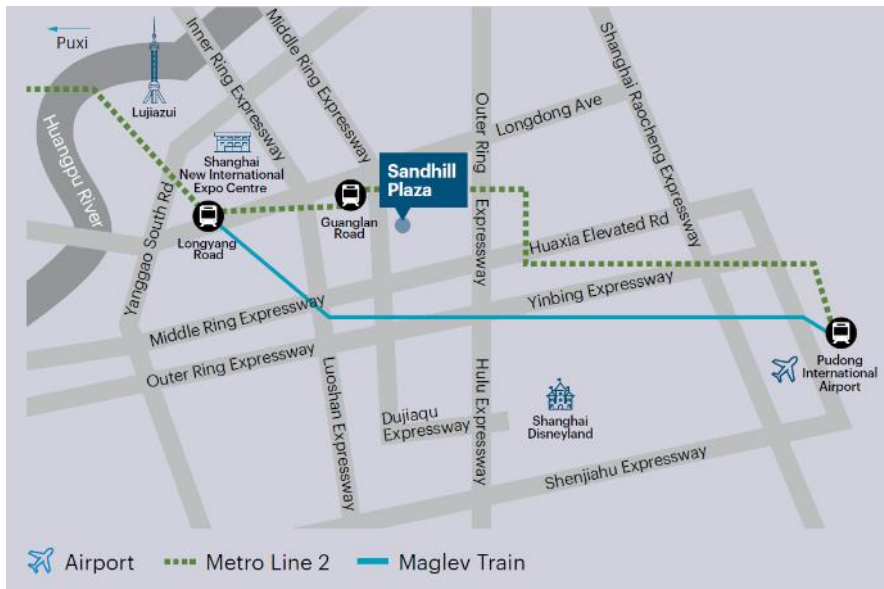 Puxi
Lujiazui
Huangpu River
Inner Ring Expressway
Middle Ring Expressway
Shanghai
New International
Expo Centre
Yanggao South Rd
Longyang
Road
Guanglan
Road
Sandhill
Plaza
Outer Ring Expressway
Longdong Ave
Shanghai Raocheng Expressway
Huaxia Elevated Rd
Yinbing Expressway
Middle Ring Expressway
Outer Ring Expressway
Luoshan Expressway
Dujiaqu
Expressway
Hulu Expressway
Shanghai
Disneyland
Pudong
International
Airport
Shenjiahu Expressway
Airport
Metro Line 2
Maglev Train